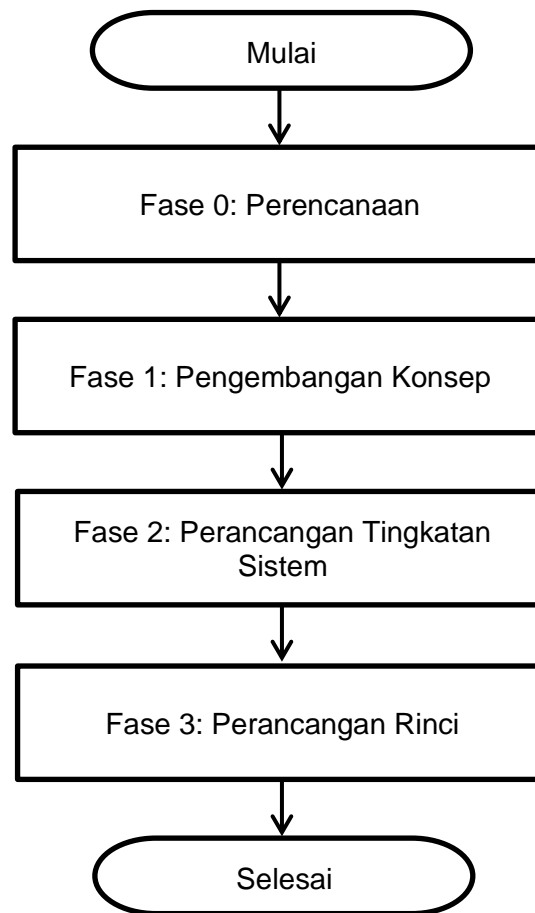 Mulai
Fase 0: Perencanaan
Fase 1: Pengembangan Konsep
Fase 2: Perancangan Tingkatan
Sistem
Fase 3: Perancangan Rinci
Selesai